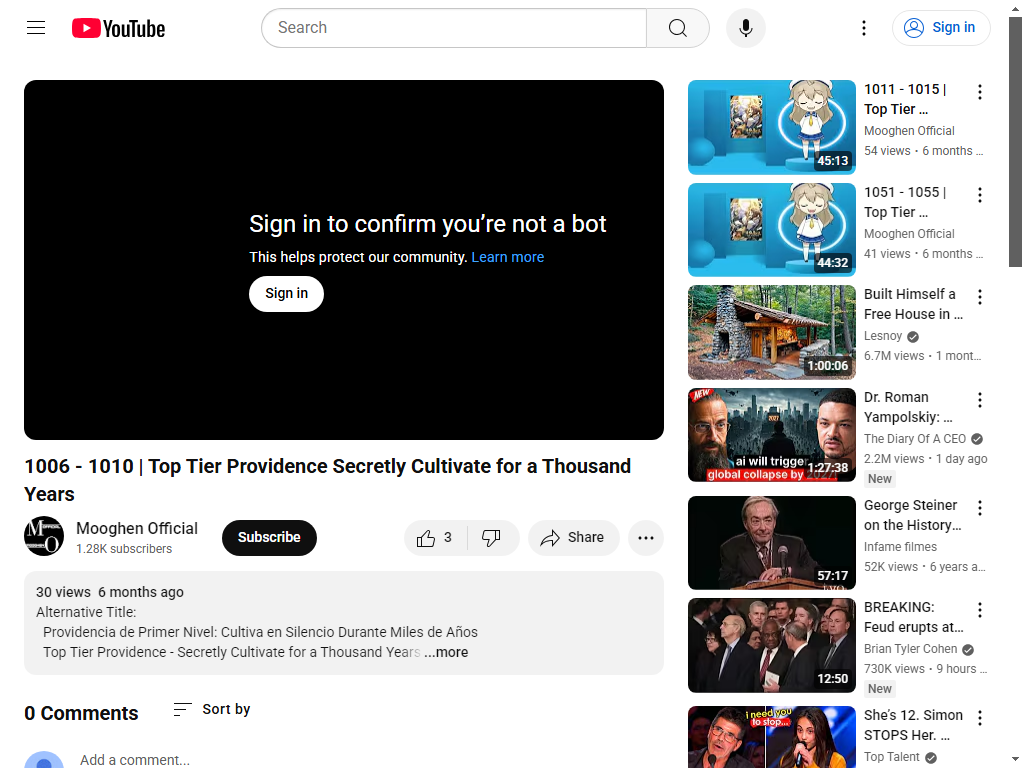 YouTube
Search
Sign in
Sign in to confirm you’re not a bot
This helps protect our community. Learn more
Sign in
1006 - 1010 | Top Tier Providence Secretly Cultivate for a Thousand
Years
Mooghen Official
1.28K subscribers
Subscribe
3
Share
30 views 6 months ago
Alternative Title:
Providencia de Primer Nivel: Cultiva en Silencio Durante Miles de Años
Top Tier Providence - Secretly Cultivate for a Thousand Years ...more
0 Comments
Sort by
Add a comment...
45:13
1011 - 1015 |
Top Tier ...
Mooghen Official
54 views • 6 months ...
44:32
1051 - 1055 |
Top Tier ...
Mooghen Official
41 views • 6 months ...
1:00:06
Built Himself a
Free House in ...
Lesnoy
6.7M views • 1 mont...
NEW
2027
ai will trigger
global collapse by 2027!
1:27:38
Dr. Roman
Yampolskiy: ...
The Diary Of A CEO
2.2M views • 1 day ago
New
57:17
George Steiner
on the History...
Infame filmes
52K views • 6 years a...
12:50
BREAKING:
Feud erupts at...
Brian Tyler Cohen
730K views • 9 hours ...
New
i need you
to stop...
She's 12. Simon
STOPS Her. ...
Top Talent